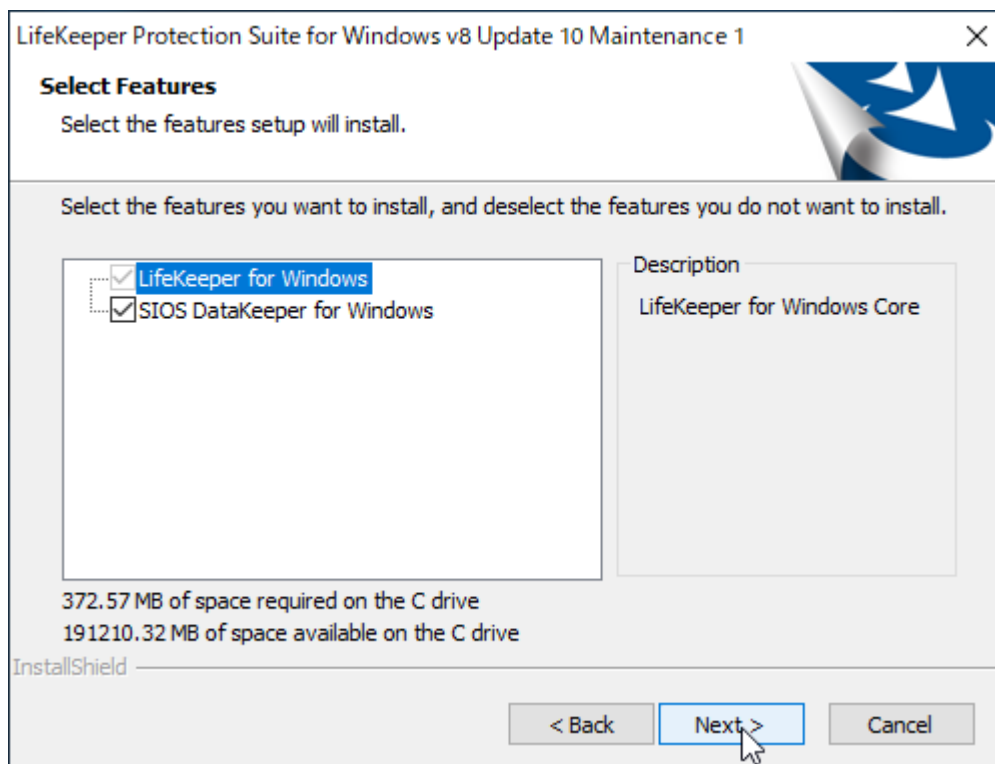 LifeKeeper Protection Suite for Windows v8 Update 10 Maintenance 1
Select Features
Select the features setup will install.
Select the features you want to install, and deselect the features you do not want to install.
LifeKeeper for Windows
SIOS DataKeeper for Windows
Description
LifeKeeper for Windows Core
372.57 MB of space required on the C drive
191210.32 MB of space available on the C drive
InstallShield
< Back
Next >
Cancel